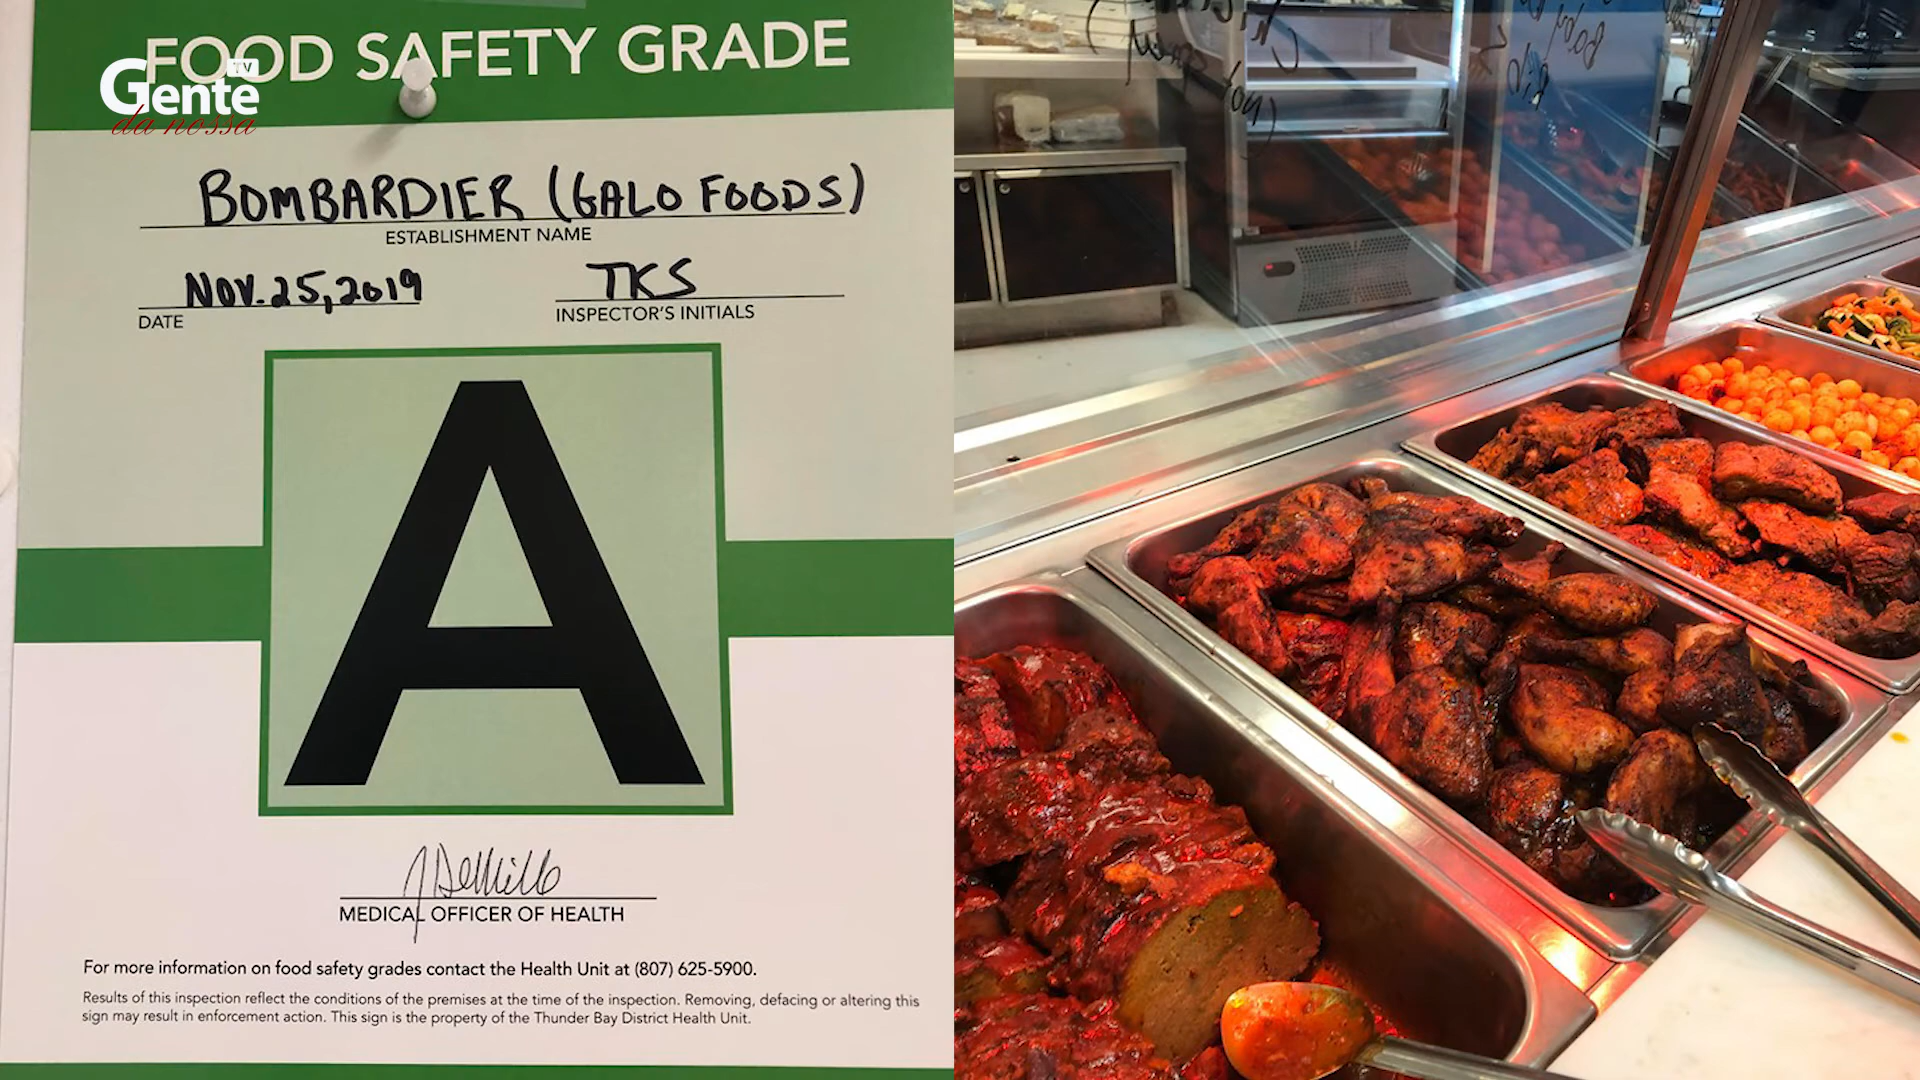 FOOD SAFETY GRADE
Gente TV
da nossa
BOMBARDIER (GALO FOODS)
ESTABLISHMENT NAME
NOV. 25, 2019 TKS
DATE INSPECTOR'S INITIALS
A
MEDICAL OFFICER OF HEALTH
For more information on food safety grades contact the Health Unit at (807) 625-5900.
Results of this inspection reflect the conditions of the premises at the time of the inspection. Removing, defacing or altering this
sign may result in enforcement action. This sign is the property of the Thunder Bay District Health Unit.